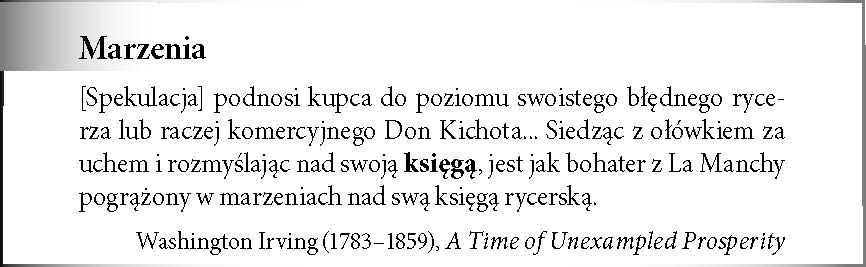 Marzenia
[Spekulacja] podnosi kupca do poziomu swoistego błędnego ryce-
rza lub raczej komercyjnego Don Kichota... Siedząc z ołówkiem za
uchem i rozmyślając nad swoją księgą, jest jak bohater z La Manchy
pogrążony w marzeniach nad swą księgą rycerską.
Washington Irving (1783–1859), A Time of Unexampled Prosperity